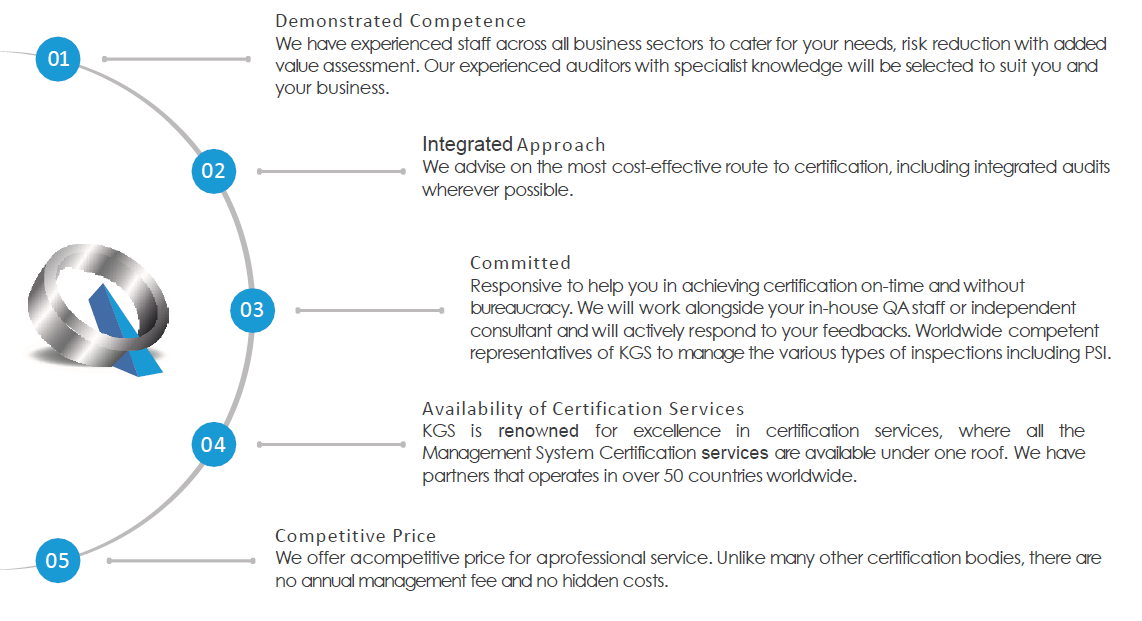 01
Demonstrated Competence
We have experienced staff across all business sectors to cater for your needs, risk reduction with added
value assessment. Our experienced auditors with specialist knowledge will be selected to suit you and
your business.
02
Integrated Approach
We advise on the most cost-effective route to certification, including integrated audits
wherever possible.
03
Committed
Responsive to help you in achieving certification on-time and without
bureaucracy. We will work alongside your in-house QA staff or independent
consultant and will actively respond to your feedbacks. Worldwide competent
representatives of KGS to manage the various types of inspections including PSI.
04
Availability of Certification Services
KGS is renowned for excellence in certification services, where all the
Management System Certification services are available under one roof. We have
partners that operates in over 50 countries worldwide.
05
Competitive Price
We offer acompetitive price for aprofessional service. Unlike many other certification bodies, there are
no annual management fee and no hidden costs.